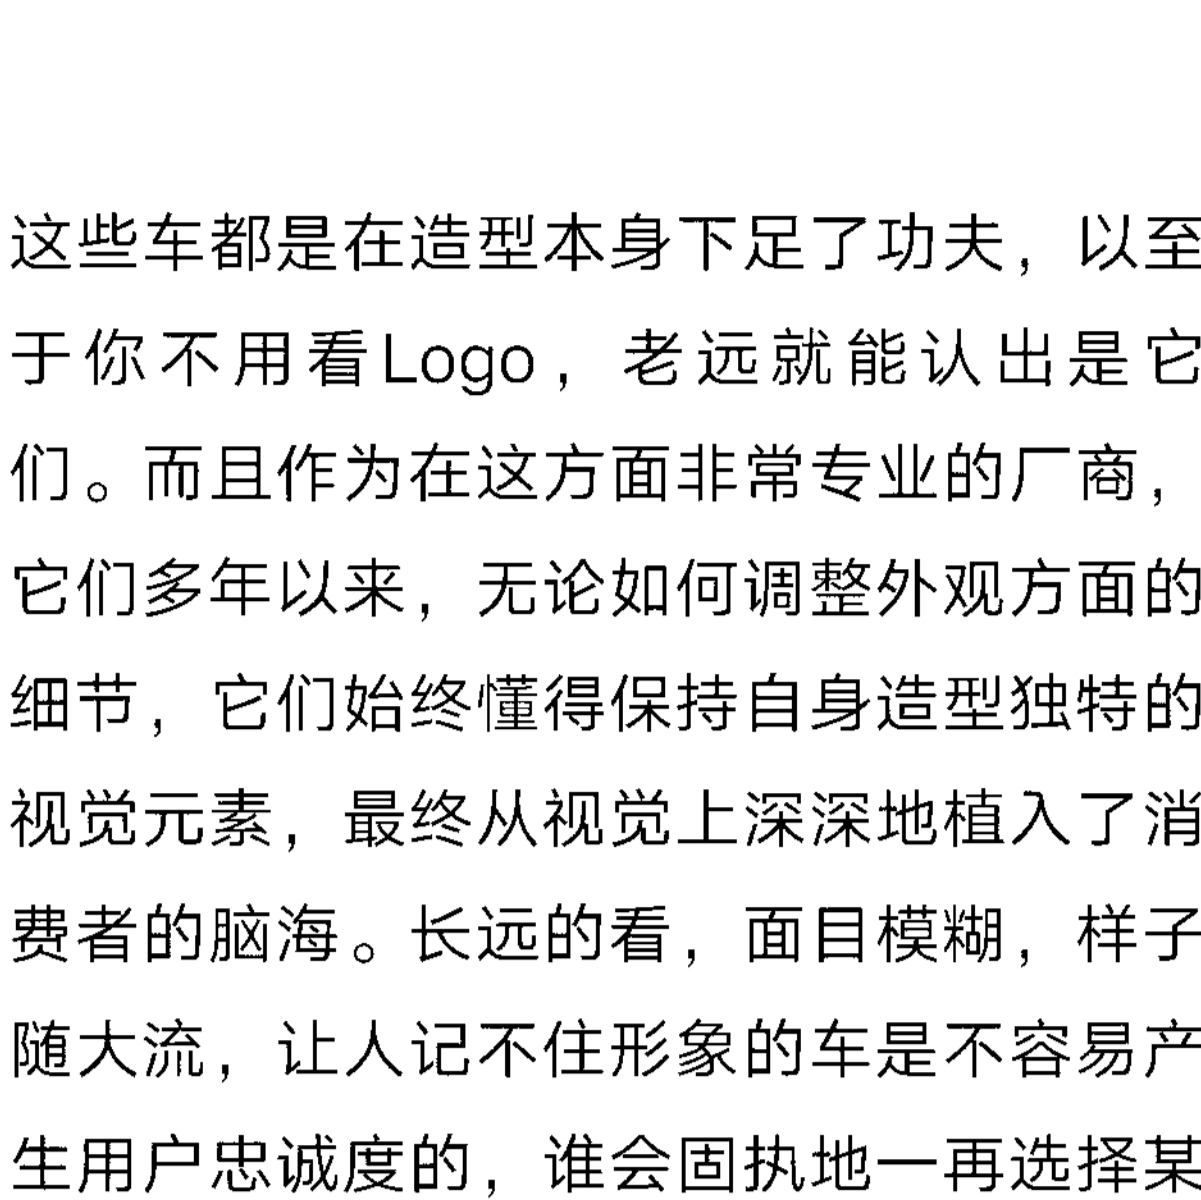 这些车都是在造型本身下足了功夫，以至
于你不用看Logo，老远就能认出是它
们。而且作为在这方面非常专业的厂商，
它们多年以来，无论如何调整外观方面的
细节，它们始终懂得保持自身造型独特的
视觉元素，最终从视觉上深深地植入了消
费者的脑海。长远的看，面目模糊，样子
随大流，让人记不住形象的车是不容易产
生用户忠诚度的，谁会固执地一再选择某